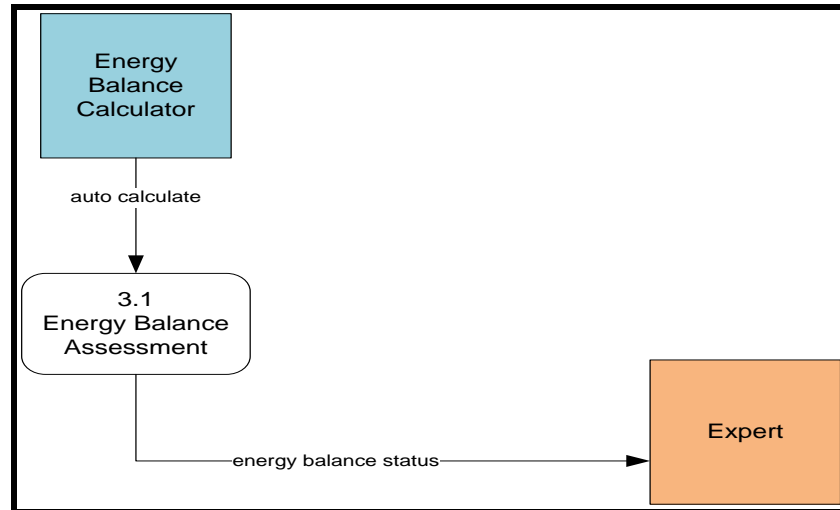 Energy
Balance
Calculator
auto calculate
3.1
Energy Balance
Assessment
Expert
energy balance status